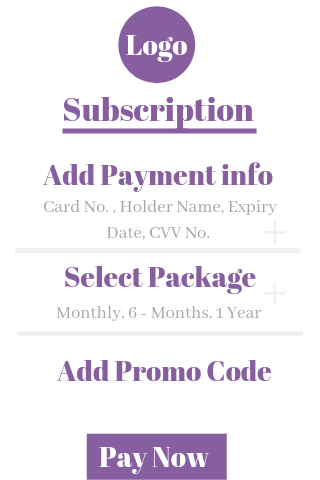 Logo
Subscription
Add Payment info
Card No. , Holder Name, Expiry
Date, CVV No.
Select Package
Monthly, 6 - Months, 1 Year
Add Promo Code
Pay Now